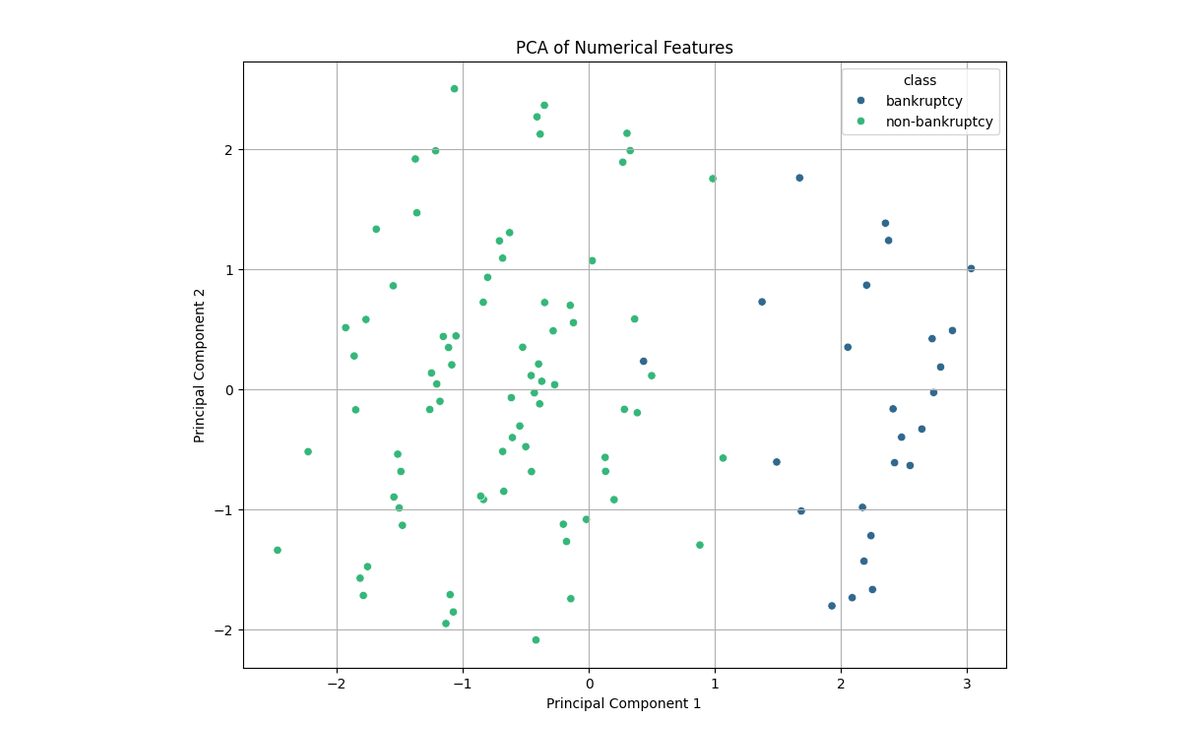 PCA of Numerical Features
class
bankruptcy
non-bankruptcy
Principal Component 2
2
1
0
−1
−2
−2 −1 0 1 2 3
Principal Component 1